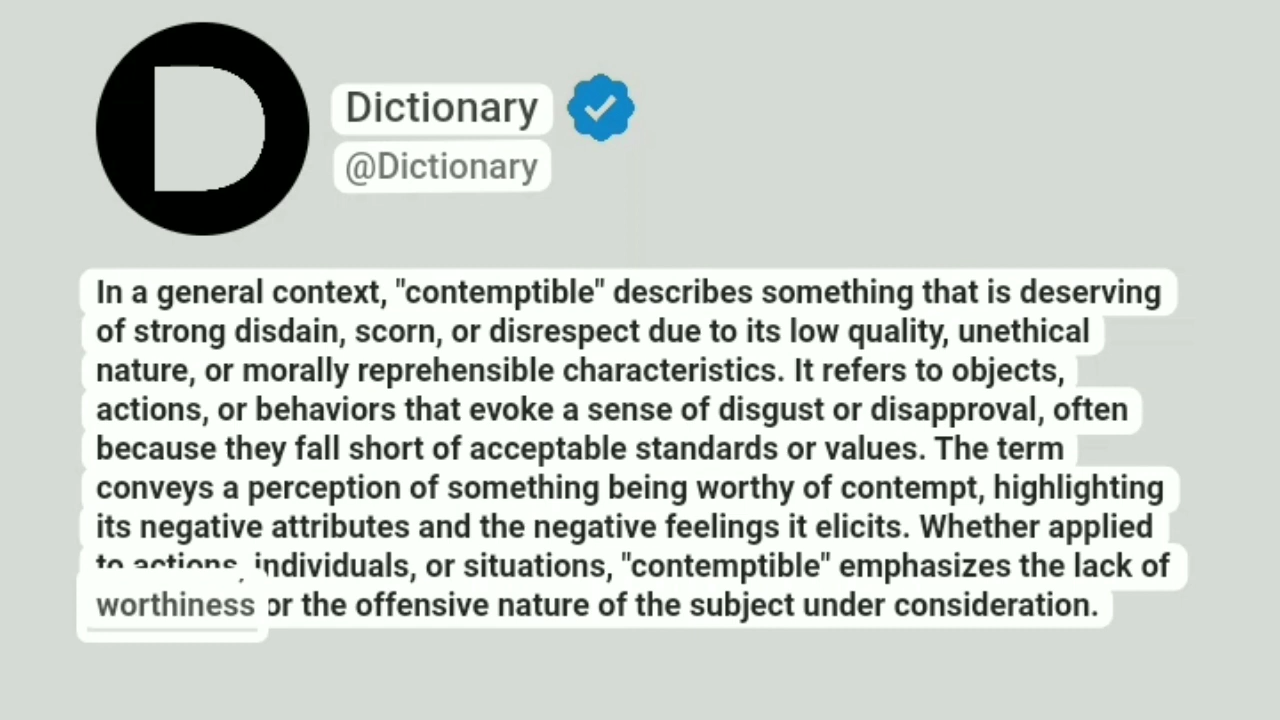 D
Dictionary
@Dictionary
In a general context, "contemptible" describes something that is deserving
of strong disdain, scorn, or disrespect due to its low quality, unethical
nature, or morally reprehensible characteristics. It refers to objects,
actions, or behaviors that evoke a sense of disgust or disapproval, often
because they fall short of acceptable standards or values. The term
conveys a perception of something being worthy of contempt, highlighting
its negative attributes and the negative feelings it elicits. Whether applied
to actions, individuals, or situations, "contemptible" emphasizes the lack of
worthiness or the offensive nature of the subject under consideration.